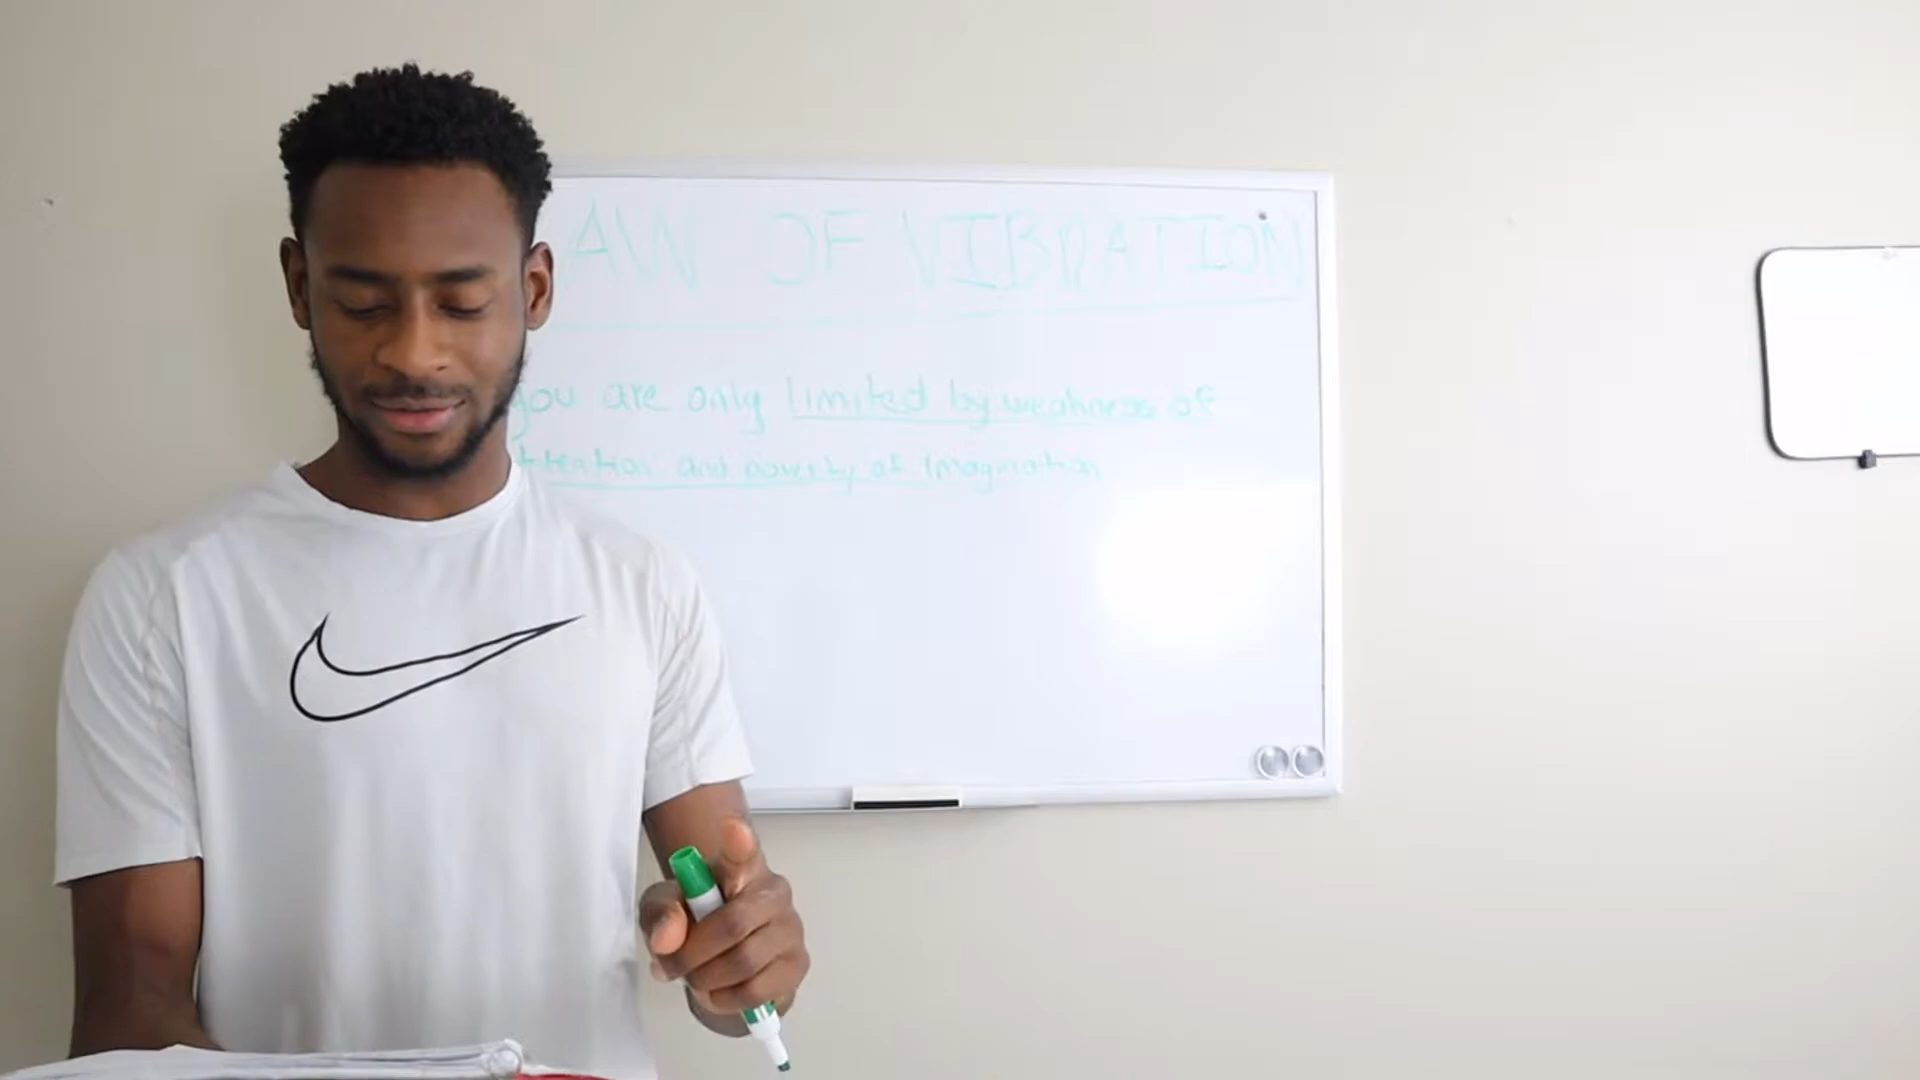 AW OF VIBRATION
you are only limited by weakness of
ttention and poverty of imagination